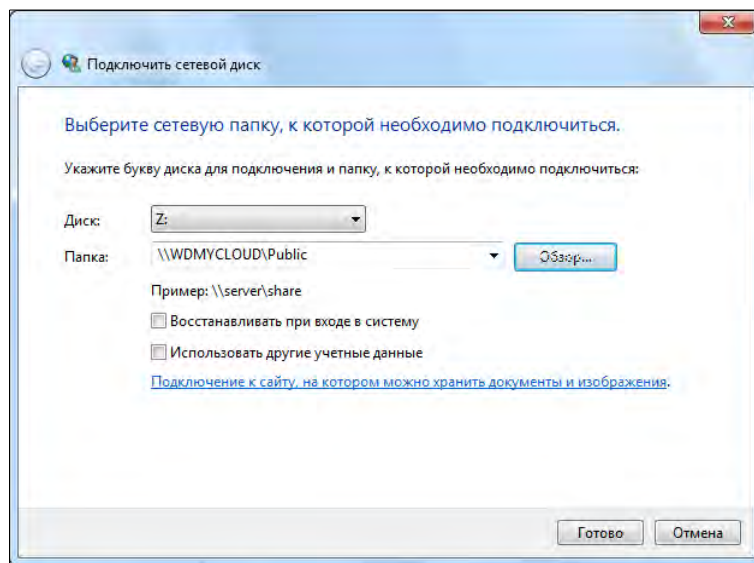 Подключить сетевой диск
Выберите сетевую папку, к которой необходимо подключиться.
Укажите букву диска для подключения и папку, к которой необходимо подключиться:
Диск: Z:
Папка: \\WDMYCLOUD\Public Обзор...
Пример: \\server\share
Восстанавливать при входе в систему
Использовать другие учетные данные
Подключение к сайту, на котором можно хранить документы и изображения.
Готово Отмена